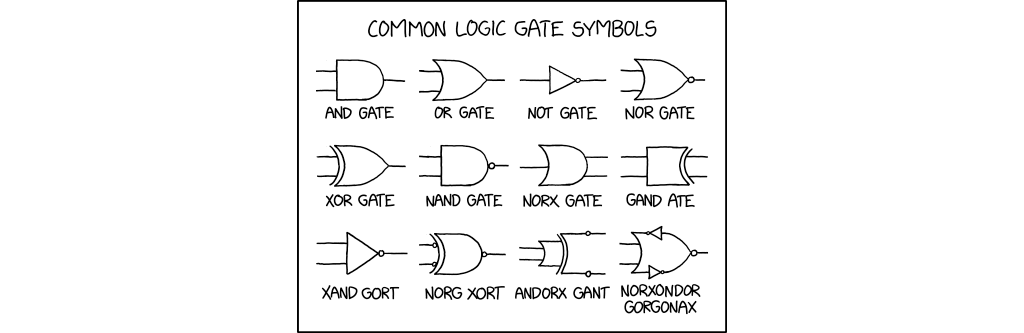 COMMON LOGIC GATE SYMBOLS
AND GATE
OR GATE
NOT GATE
NOR GATE
XOR GATE
NAND GATE
NORX GATE
GAND ATE
XAND GORT
NORG XORT
ANDORX GANT
NORXONDOR
GORGONAX